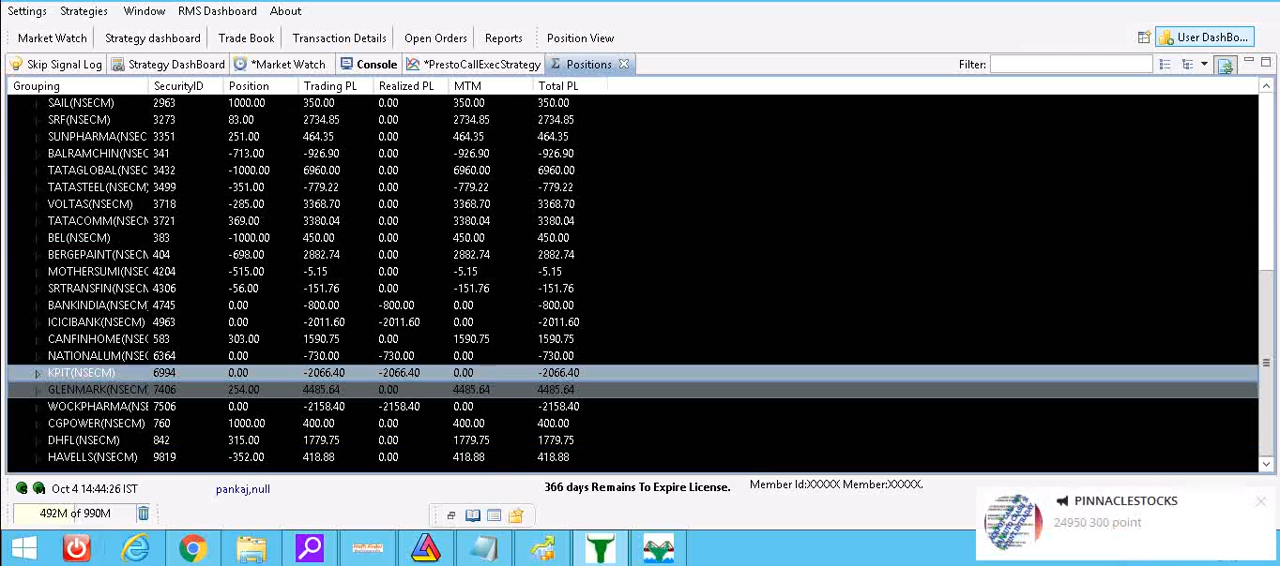 Settings Strategies Window RMS Dashboard About
Market Watch Strategy dashboard Trade Book Transaction Details Open Orders Reports Position View User DashBo...
Skip Signal Log Strategy DashBoard *Market Watch Console *PrestoCallExecStrategy Σ Positions Filter:
Grouping SecurityID Position Trading PL Realized PL MTM Total PL
SAIL(NSECM) 2963 1000.00 350.00 0.00 350.00 350.00
SRF(NSECM) 3273 83.00 2734.85 0.00 2734.85 2734.85
SUNPHARMA(NSEC 3351 251.00 464.35 0.00 464.35 464.35
BALRAMCHIN(NSEC 341 -713.00 -926.90 0.00 -926.90 -926.90
TATAGLOBAL(NSEC 3432 -1000.00 6960.00 0.00 6960.00 6960.00
TATASTEEL(NSECM) 3499 -351.00 -779.22 0.00 -779.22 -779.22
VOLTAS(NSECM) 3718 -285.00 3368.70 0.00 3368.70 3368.70
TATACOMM(NSECM 3721 369.00 3380.04 0.00 3380.04 3380.04
BEL(NSECM) 383 -1000.00 450.00 0.00 450.00 450.00
BERGEPAINT(NSECM 404 -698.00 2882.74 0.00 2882.74 2882.74
MOTHERSUMI(NSEC 4204 -515.00 -5.15 0.00 -5.15 -5.15
SRTRANSFIN(NSECM 4306 -56.00 -151.76 0.00 -151.76 -151.76
BANKINDIA(NSECM) 4745 0.00 -800.00 -800.00 0.00 -800.00
ICICIBANK(NSECM) 4963 0.00 -2011.60 -2011.60 0.00 -2011.60
CANFINHOME(NSEC 583 303.00 1590.75 0.00 1590.75 1590.75
NATIONALUM(NSEC 6364 0.00 -730.00 -730.00 0.00 -730.00
KPIT(NSECM) 6994 0.00 -2066.40 -2066.40 0.00 -2066.40
GLENMARK(NSECM) 7406 254.00 4485.64 0.00 4485.64 4485.64
WOCKPHARMA(NSE 7506 0.00 -2158.40 -2158.40 0.00 -2158.40
CGPOWER(NSECM) 760 1000.00 400.00 0.00 400.00 400.00
DHFL(NSECM) 842 315.00 1779.75 0.00 1779.75 1779.75
HAVELLS(NSECM) 9819 -352.00 418.88 0.00 418.88 418.88
Oct 4 14:44:26 IST pankaj,null 366 days Remains To Expire License. Member Id:XXXXX Member:XXXXX.
492M of 990M
PINNACLESTOCKS
24950 300 point